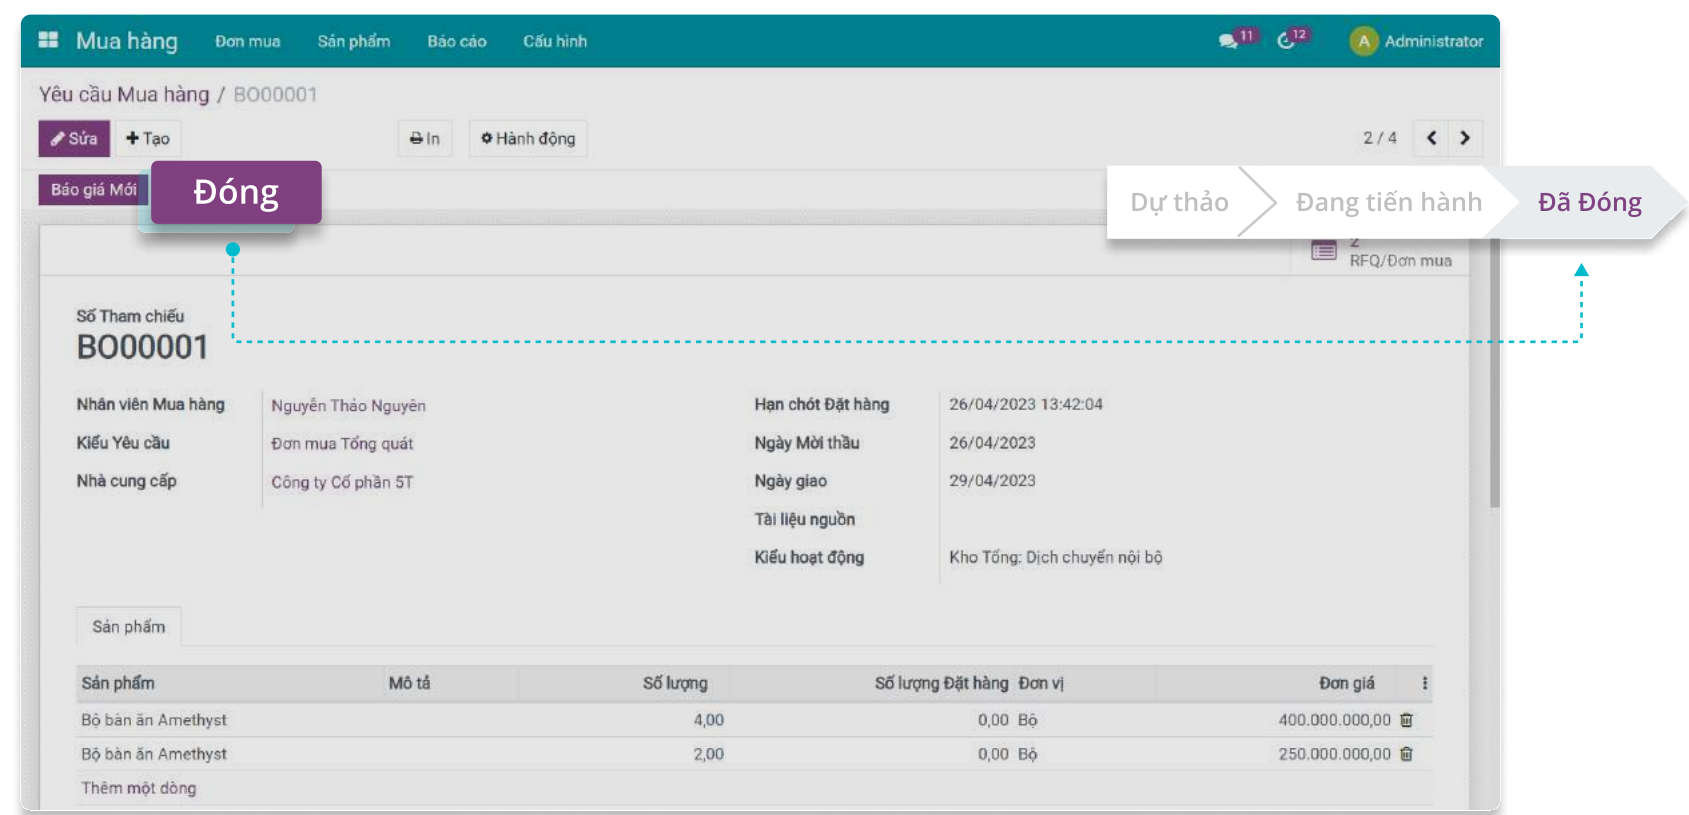 Mua hàng Đơn mua Sản phẩm Báo cáo Cấu hình 11 12 A Administrator
Yêu cầu Mua hàng / BO00001
Sửa Tạo In Hành động 2 / 4
Báo giá Mới Đóng Dự thảo Đang tiến hành Đã Đóng
2
RFQ/Đơn mua
Số Tham chiếu
BO00001
Nhân viên Mua hàng Nguyễn Thảo Nguyên Hạn chót Đặt hàng 26/04/2023 13:42:04
Kiểu Yêu cầu Đơn mua Tổng quát Ngày Mời thầu 26/04/2023
Nhà cung cấp Công ty Cổ phần 5T Ngày giao 29/04/2023
Tài liệu nguồn
Kiểu hoạt động Kho Tổng: Dịch chuyển nội bộ
Sản phẩm
Sản phẩm Mô tả Số lượng Số lượng Đặt hàng Đơn vị Đơn giá
Bộ bàn ăn Amethyst 4,00 0,00 Bộ 400.000.000,00
Bộ bàn ăn Amethyst 2,00 0,00 Bộ 250.000.000,00
Thêm một dòng